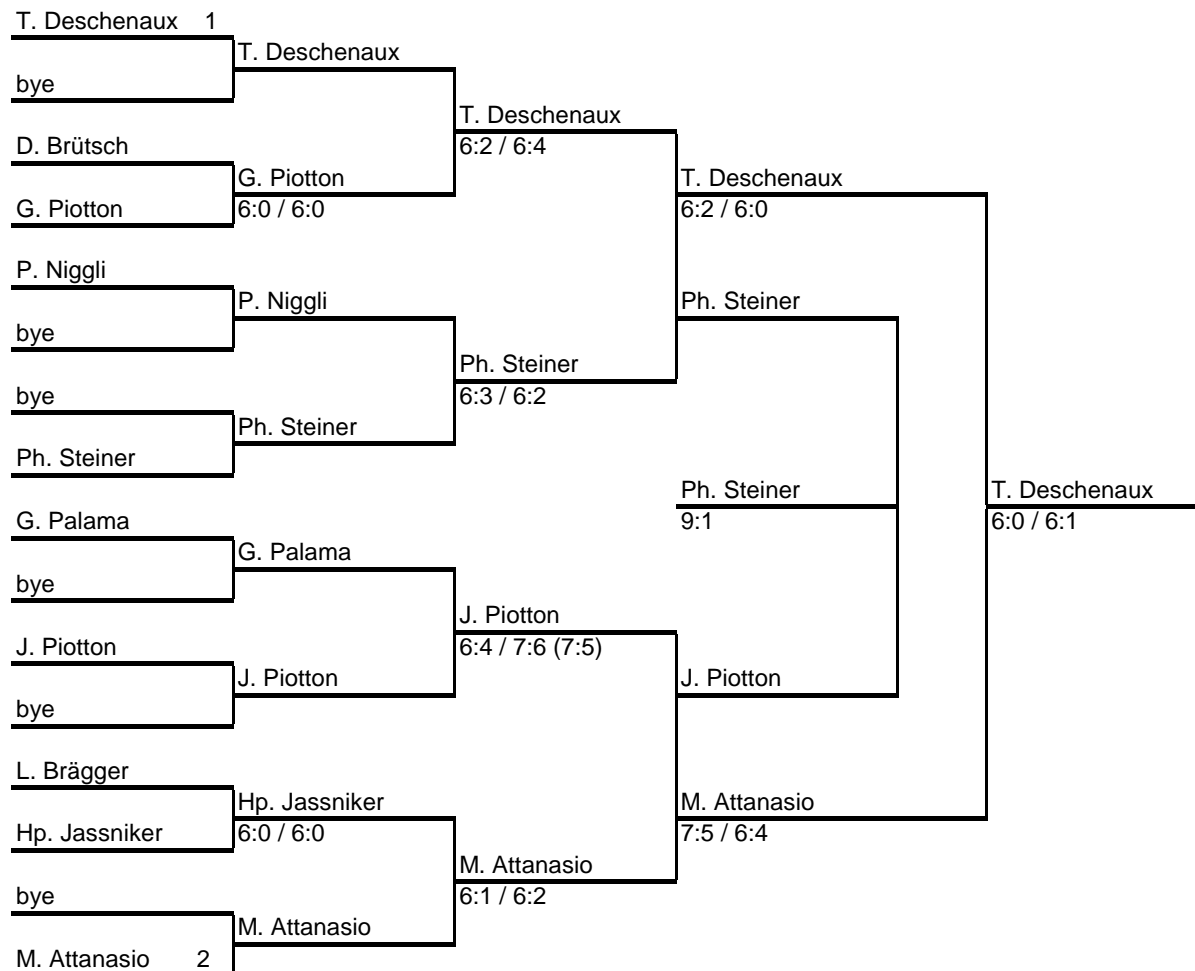 T. Deschenaux 1
T. Deschenaux
bye
T. Deschenaux
D. Brütsch
6:2 / 6:4
G. Piotton
T. Deschenaux
G. Piotton
6:0 / 6:0
6:2 / 6:0
P. Niggli
P. Niggli
Ph. Steiner
bye
Ph. Steiner
bye
6:3 / 6:2
Ph. Steiner
Ph. Steiner
Ph. Steiner
T. Deschenaux
G. Palama
9:1
6:0 / 6:1
G. Palama
bye
J. Piotton
J. Piotton
6:4 / 7:6 (7:5)
J. Piotton
J. Piotton
bye
L. Brägger
Hp. Jassniker
M. Attanasio
Hp. Jassniker
6:0 / 6:0
7:5 / 6:4
M. Attanasio
bye
6:1 / 6:2
M. Attanasio
M. Attanasio 2